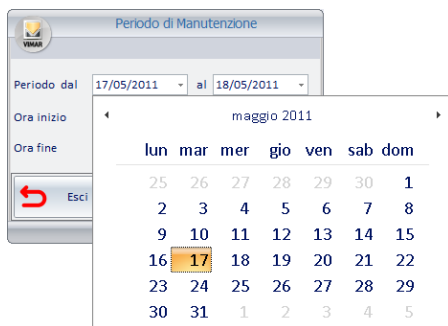 VIMAR
Periodo di Manutenzione
Periodo dal 17/05/2011 al 18/05/2011
Ora inizio
Ora fine
Esci
maggio 2011
lun mar mer gio ven sab dom
25 26 27 28 29 30 1
2 3 4 5 6 7 8
9 10 11 12 13 14 15
16 17 18 19 20 21 22
23 24 25 26 27 28 29
30 31 1 2 3 4 5